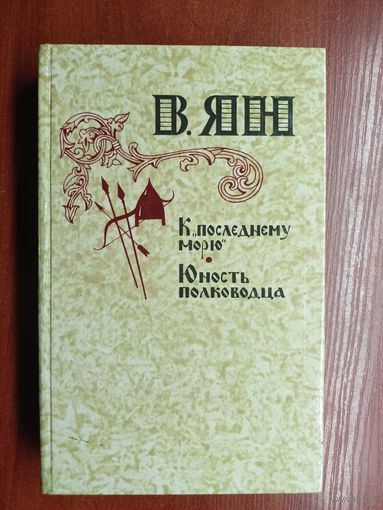 В. ЯН
К „последнему
морю“
•
Юность
полководца